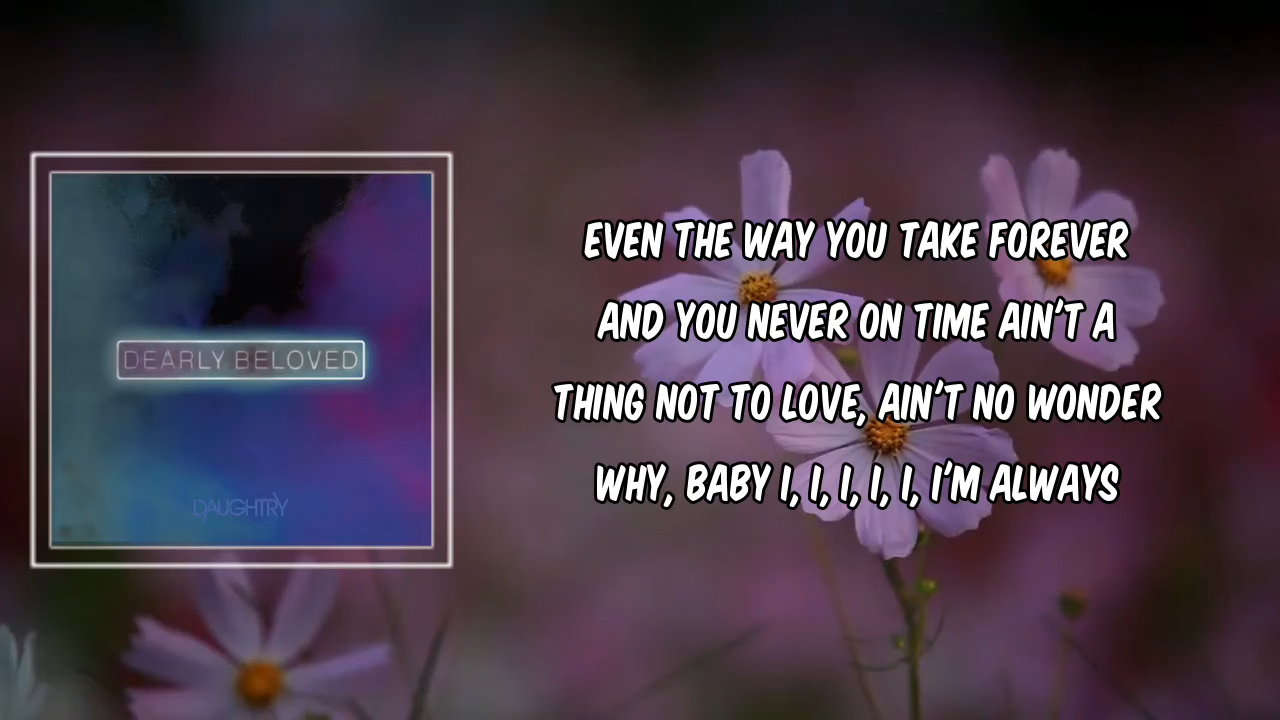 DEARLY BELOVED
DAUGHTRY
EVEN THE WAY YOU TAKE FOREVER
AND YOU NEVER ON TIME AIN'T A
THING NOT TO LOVE, AIN'T NO WONDER
WHY, BABY I, I, I, I, I, I'M ALWAYS